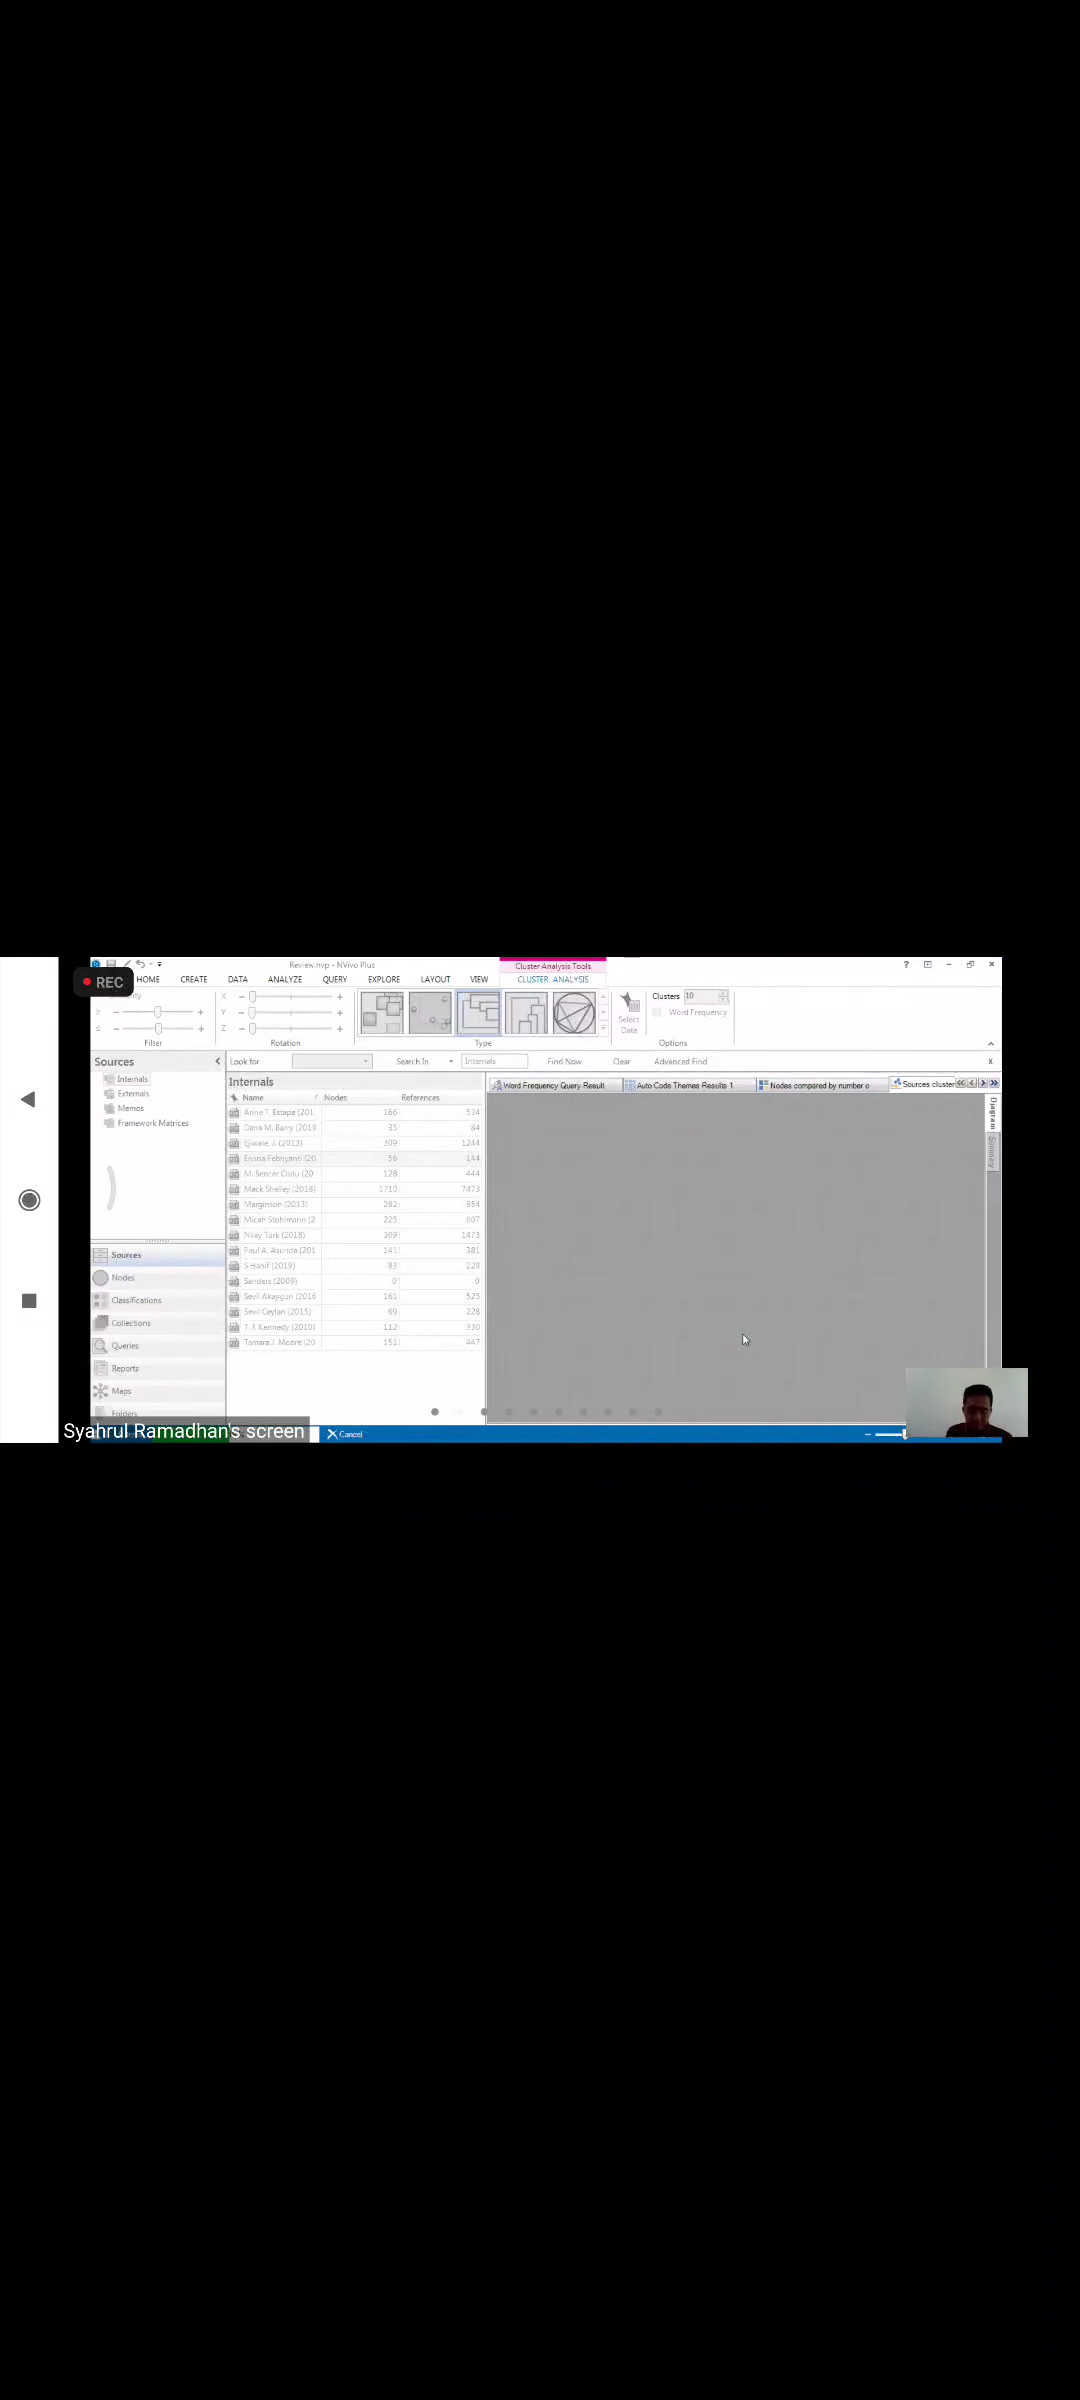 Review.nvp - NVivo Plus
Cluster Analysis Tools
REC
HOME CREATE DATA ANALYZE QUERY EXPLORE LAYOUT VIEW CLUSTER ANALYSIS
X
Y
Z
Select Data
Clusters 10
Word Frequency
Filter Rotation Type Options
Sources
Look for Search In Internals Find Now Clear Advanced Find
Internals
Externals
Memos
Framework Matrices
Sources
Nodes
Classifications
Collections
Queries
Reports
Maps
Folders
Internals
Name Nodes References
Anne T. Estapa (201 166 334
Dana M. Barry (2019 35 84
Ejiwale, J. (2013) 309 1244
56 144
M. Sencer Corlu (20 128 444
Mack Shelley (2018) 1710 7473
Marginson (2013) 282 954
Micah Stohlmann (2 225 607
Nilay Türk (2018) 309 1473
Paul A. Asunda (201 141 381
S Hanif (2019) 83 228
Sanders (2009) 0 0
Sevil Akaygun (2016 161 525
Sevil Ceylan (2015) 69 228
T. J. Kennedy (2010) 112 330
Tamara J. Moore (20 151 447
Word Frequency Query Result
Auto Code Themes Results 1
Nodes compared by number o
Sources cluster
Diagram
Summary
Syahrul Ramadhan's screen
Cancel